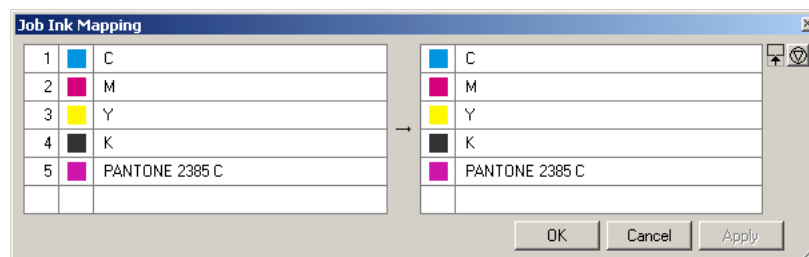 Job Ink Mapping
1 C C
2 M M
3 Y Y
4 K K
→
5 PANTONE 2385 C PANTONE 2385 C
OK Cancel Apply